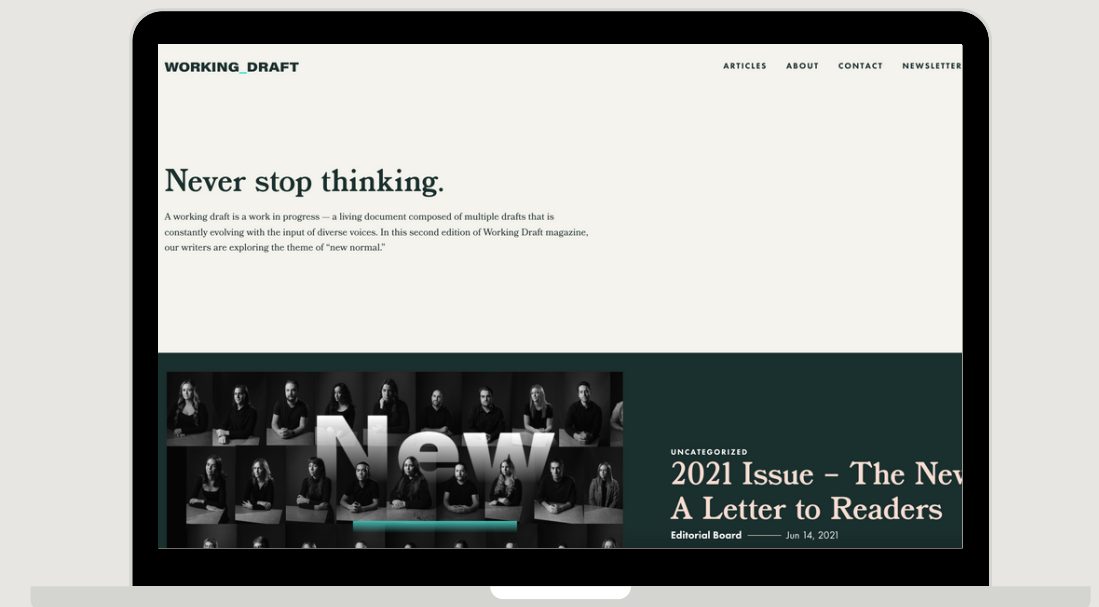 WORKING_DRAFT
ARTICLES ABOUT CONTACT NEWSLETTER
Never stop thinking.
A working draft is a work in progress — a living document composed of multiple drafts that is
constantly evolving with the input of diverse voices. In this second edition of Working Draft magazine,
our writers are exploring the theme of “new normal.”
New
UNCATEGORIZED
2021 Issue – The
A Letter to Readers
Editorial Board Jun 14, 2021